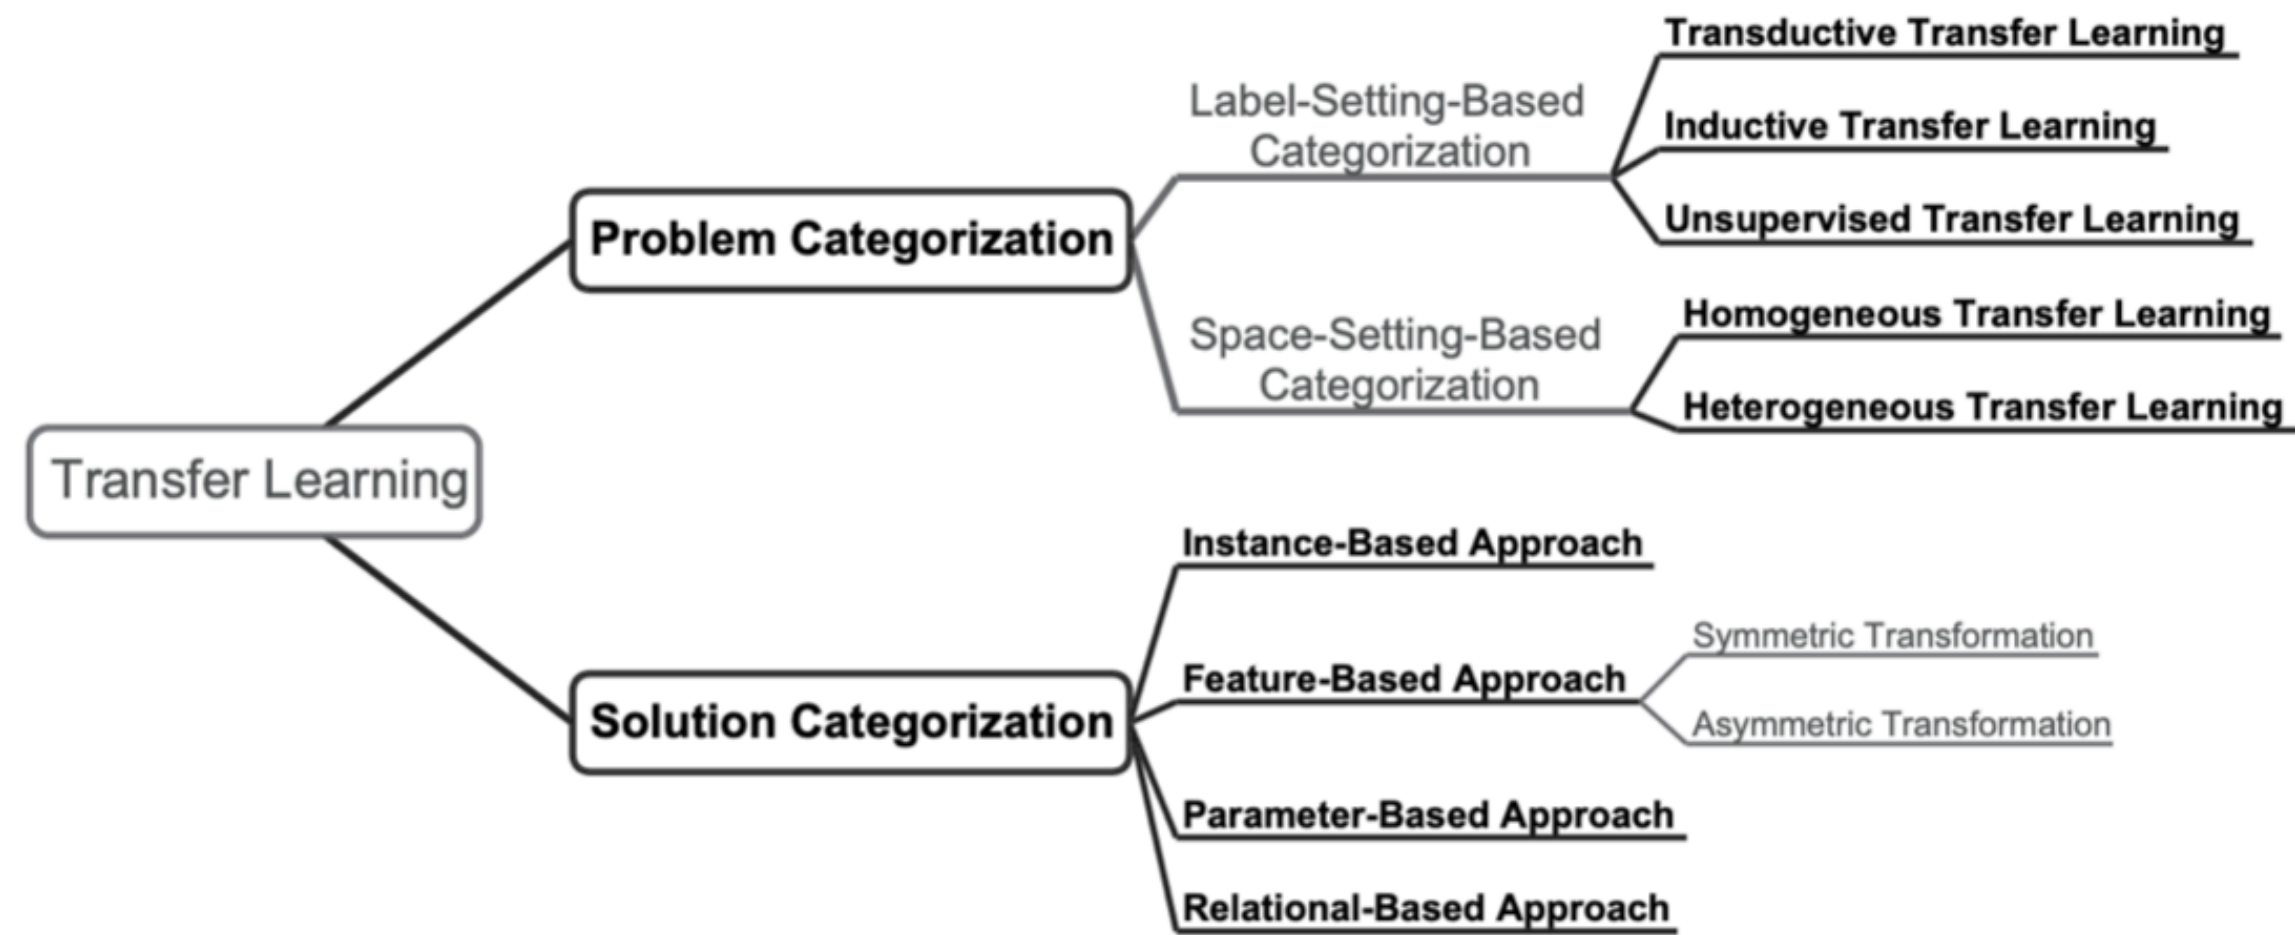 Transfer Learning
Problem Categorization
Label-Setting-Based
Categorization
Transductive Transfer Learning
Inductive Transfer Learning
Unsupervised Transfer Learning
Space-Setting-Based
Categorization
Homogeneous Transfer Learning
Heterogeneous Transfer Learning
Solution Categorization
Instance-Based Approach
Feature-Based Approach
Symmetric Transformation
Asymmetric Transformation
Parameter-Based Approach
Relational-Based Approach